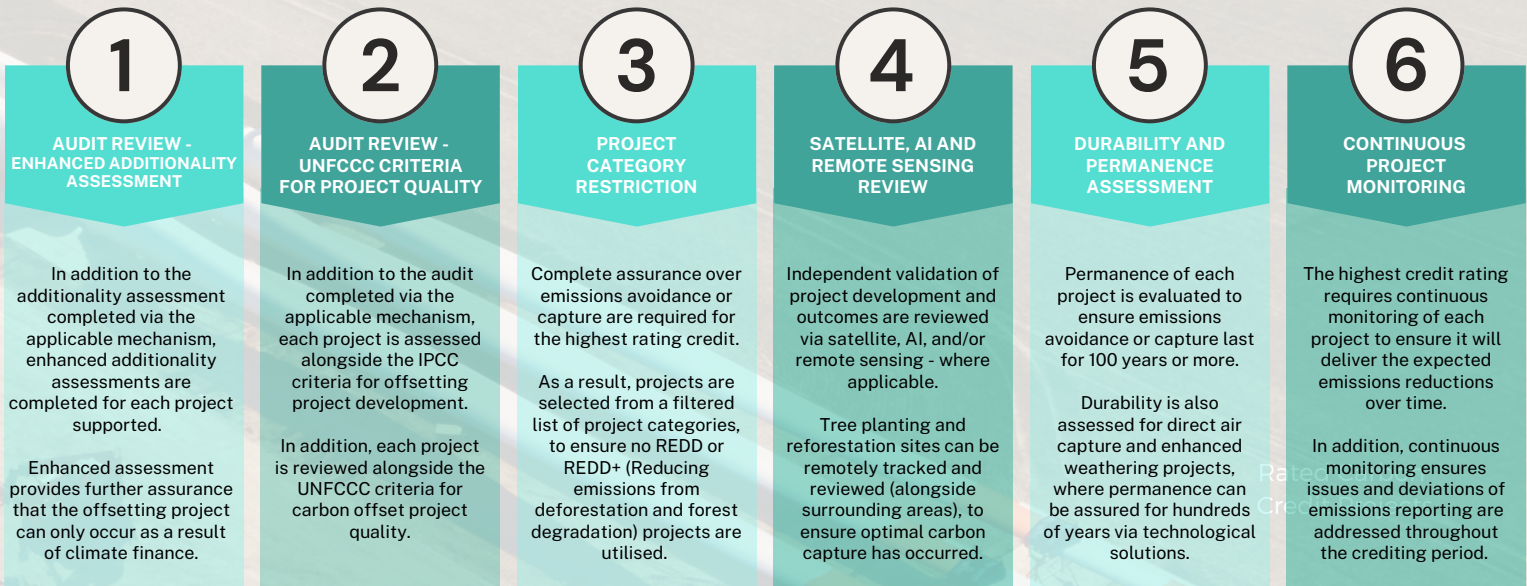 1
AUDIT REVIEW -
ENHANCED ADDITIONALITY
ASSESSMENT
In addition to the
additionality assessment
completed via the
applicable mechanism,
enhanced additionality
assessments are
completed for each project
supported.
Enhanced assessment
provides further assurance
that the offsetting project
can only occur as a result
of climate finance.
2
AUDIT REVIEW -
UNFCCC CRITERIA
FOR PROJECT QUALITY
In addition to the audit
completed via the
applicable mechanism,
each project is assessed
alongside the IPCC
criteria for offsetting
project development.
In addition, each project
is reviewed alongside the
UNFCCC criteria for
carbon offset project
quality.
3
PROJECT
CATEGORY
RESTRICTION
Complete assurance over
emissions avoidance or
capture are required for
the highest rating credit.
As a result, projects are
selected from a filtered
list of project categories,
to ensure no REDD or
REDD+ (Reducing
emissions from
deforestation and forest
degradation) projects are
utilised.
4
SATELLITE, AI AND
REMOTE SENSING
REVIEW
Independent validation of
project development and
outcomes are reviewed
via satellite, AI, and/or
remote sensing - where
applicable.
Tree planting and
reforestation sites can be
remotely tracked and
reviewed (alongside
surrounding areas), to
ensure optimal carbon
capture has occurred.
5
DURABILITY AND
PERMANENCE
ASSESSMENT
Permanence of each
project is evaluated to
ensure emissions
avoidance or capture last
for 100 years or more.
Durability is also
assessed for direct air
capture and enhanced
weathering projects,
where permanence can
be assured for hundreds
of years via technological
solutions.
6
CONTINUOUS
PROJECT
MONITORING
The highest credit rating
requires continuous
monitoring of each
project to ensure it will
deliver the expected
emissions reductions
over time.
In addition, continuous
monitoring ensures
issues and deviations of
emissions reporting are
addressed throughout
the crediting period.
Rated Carbon